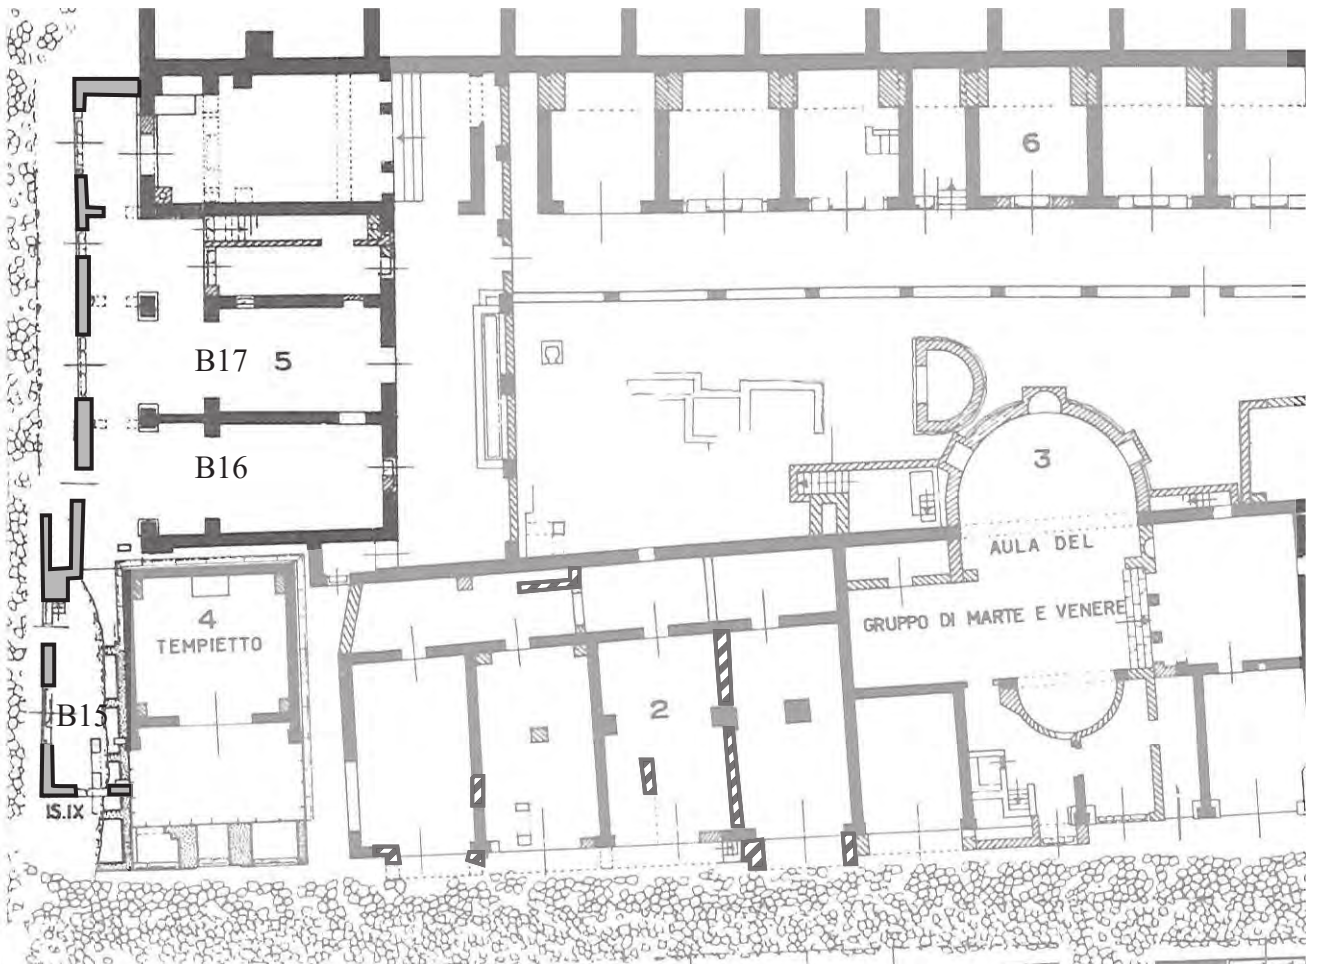 6
B17 5
3
B16
AULA DEL
4
GRUPPO DI MARTE E VENERE
TEMPIETTO
2
B15
IS.IX